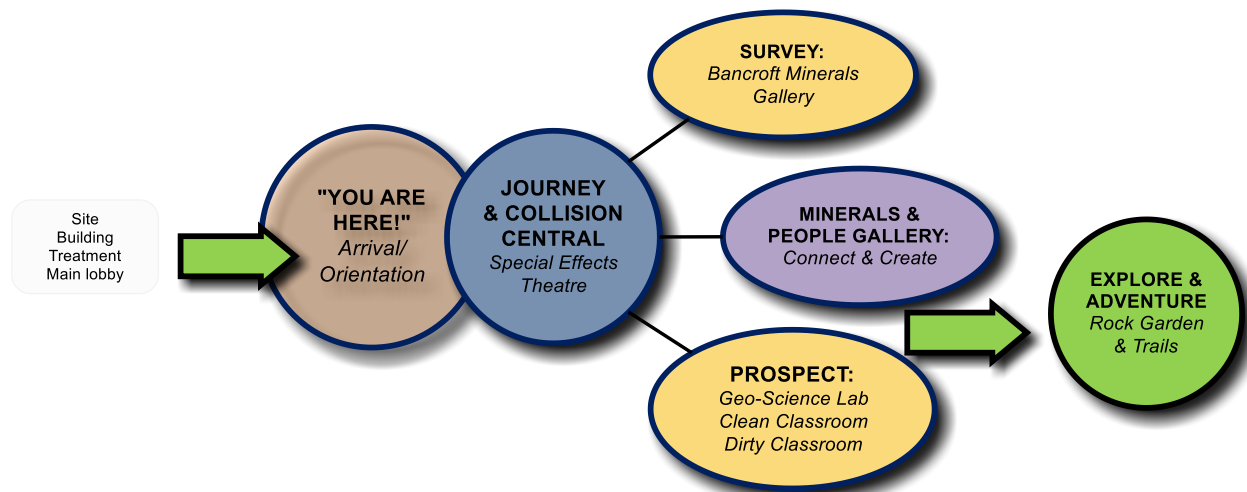 Site
Building
Treatment
Main lobby
"YOU ARE
HERE!"
Arrival/
Orientation
JOURNEY
& COLLISION
CENTRAL
Special Effects
Theatre
SURVEY:
Bancroft Minerals
Gallery
MINERALS &
PEOPLE GALLERY:
Connect & Create
PROSPECT:
Geo-Science Lab
Clean Classroom
Dirty Classroom
EXPLORE &
ADVENTURE
Rock Garden
& Trails